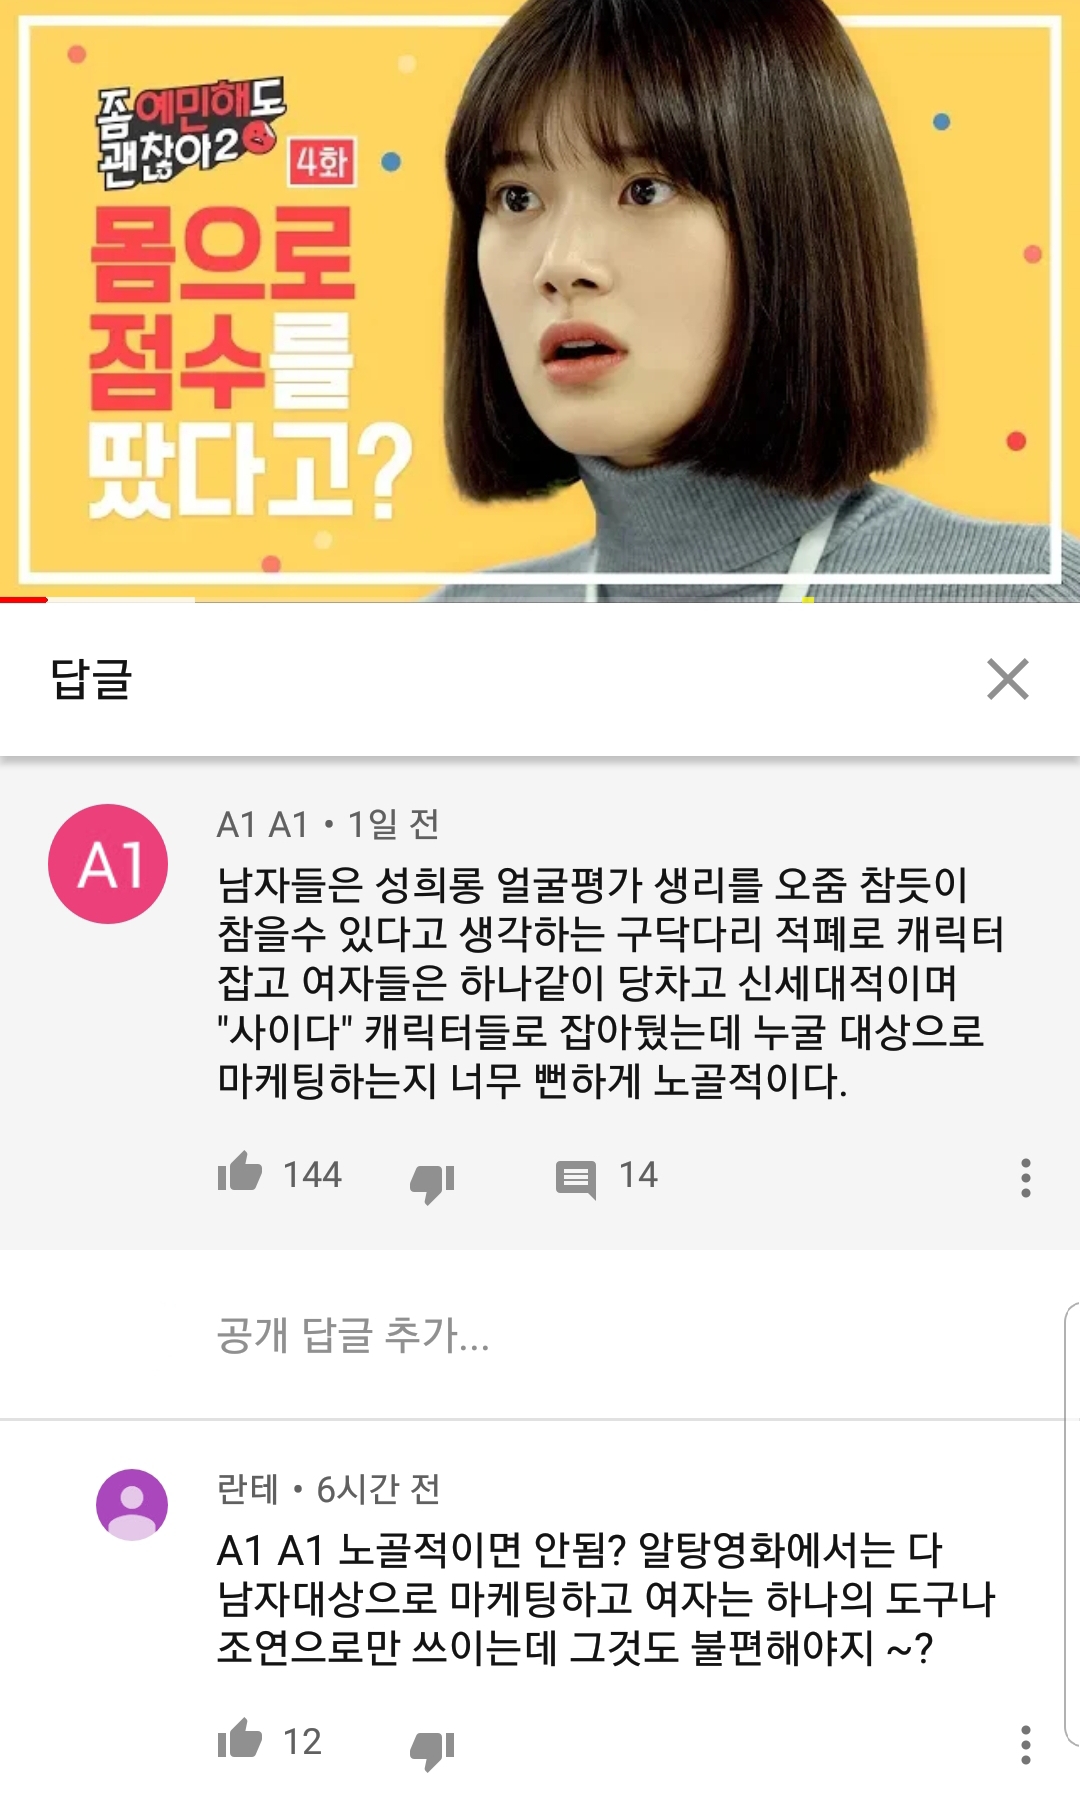 좀 예민해도
괜찮아2
4화
몸으로
점수를
땄다고?
답글
A1
A1 A1 • 1일 전
남자들은 성희롱 얼굴평가 생리를 오줌 참듯이
참을수 있다고 생각하는 구닥다리 적폐로 캐릭터
잡고 여자들은 하나같이 당차고 신세대적이며
"사이다" 캐릭터들로 잡아뒀는데 누굴 대상으로
마케팅하는지 너무 뻔하게 노골적이다.
144
14
공개 답글 추가...
란테 • 6시간 전
A1 A1 노골적이면 안됨? 알탕영화에서는 다
남자대상으로 마케팅하고 여자는 하나의 도구나
조연으로만 쓰이는데 그것도 불편해야지 ~?
12